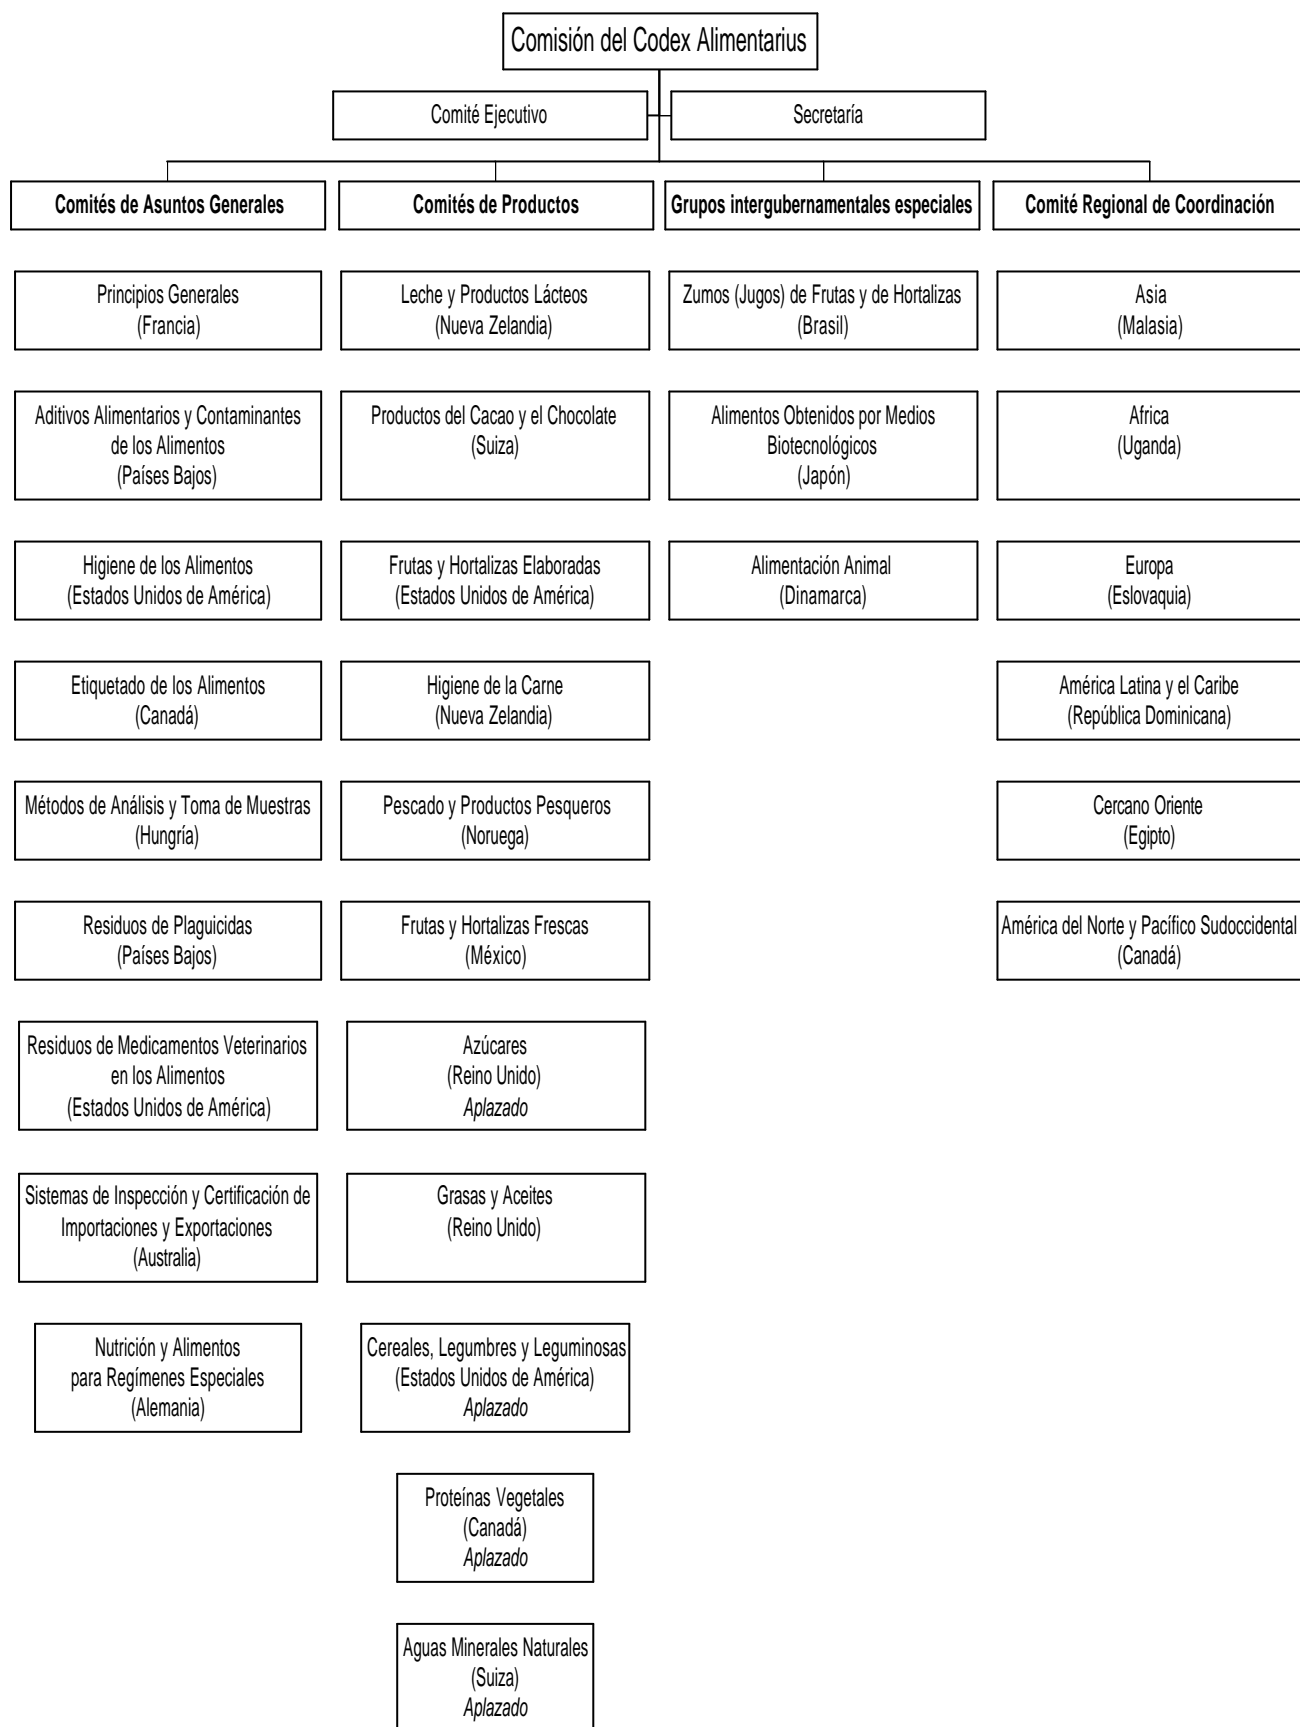 Comisión del Codex Alimentarius
Comité Ejecutivo
Secretaría
Comités de Asuntos Generales
Comités de Productos
Grupos intergubernamentales especiales
Comité Regional de Coordinación
Principios Generales
(Francia)
Leche y Productos Lácteos
(Nueva Zelandia)
Zumos (Jugos) de Frutas y de Hortalizas
(Brasil)
Asia
(Malasia)
Aditivos Alimentarios y Contaminantes
de los Alimentos
(Países Bajos)
Productos del Cacao y el Chocolate
(Suiza)
Alimentos Obtenidos por Medios
Biotecnológicos
(Japón)
Africa
(Uganda)
Higiene de los Alimentos
(Estados Unidos de América)
Frutas y Hortalizas Elaboradas
(Estados Unidos de América)
Alimentación Animal
(Dinamarca)
Europa
(Eslovaquia)
Etiquetado de los Alimentos
(Canadá)
Higiene de la Carne
(Nueva Zelandia)
América Latina y el Caribe
(República Dominicana)
Métodos de Análisis y Toma de Muestras
(Hungría)
Pescado y Productos Pesqueros
(Noruega)
Cercano Oriente
(Egipto)
Residuos de Plaguicidas
(Países Bajos)
Frutas y Hortalizas Frescas
(México)
América del Norte y Pacífico Sudoccidental
(Canadá)
Residuos de Medicamentos Veterinarios
en los Alimentos
(Estados Unidos de América)
Azúcares
(Reino Unido)
Aplazado
Sistemas de Inspección y Certificación de
Importaciones y Exportaciones
(Australia)
Grasas y Aceites
(Reino Unido)
Nutrición y Alimentos
para Regímenes Especiales
(Alemania)
Cereales, Legumbres y Leguminosas
(Estados Unidos de América)
Aplazado
Proteínas Vegetales
(Canadá)
Aplazado
Aguas Minerales Naturales
(Suiza)
Aplazado